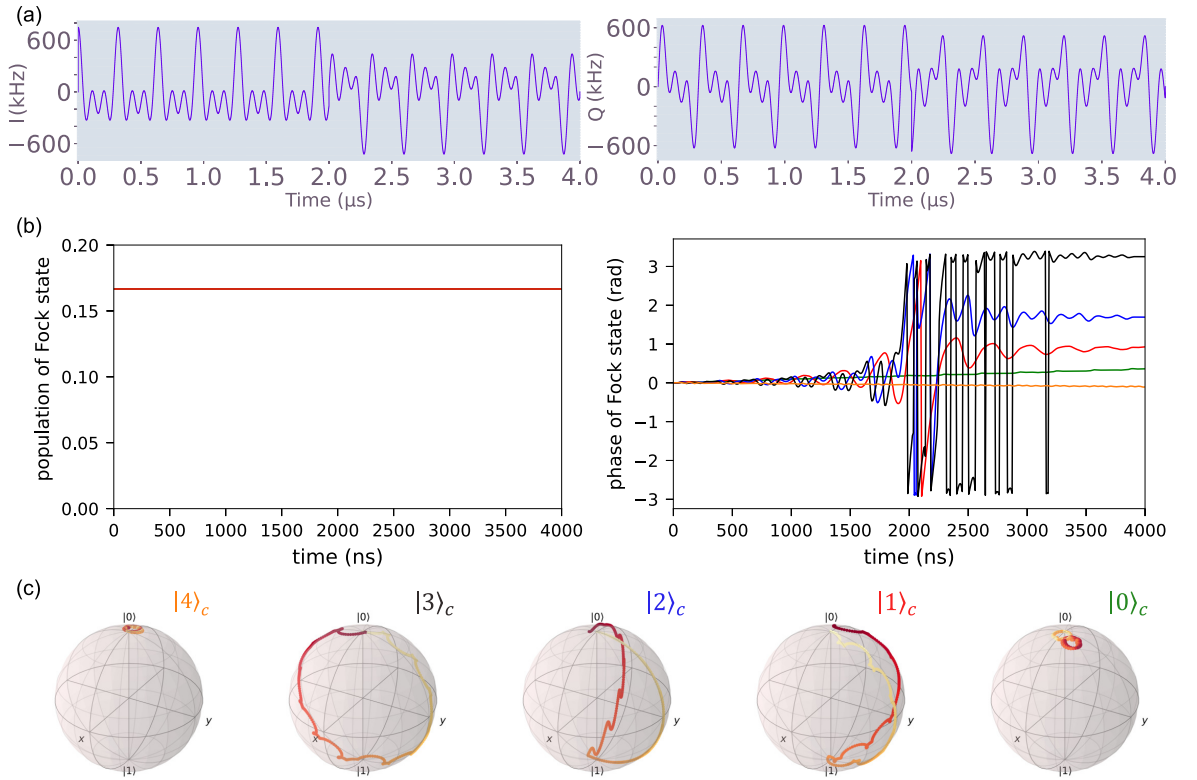 (a)
I (kHz)
600
0
−600
0.0 0.5 1.0 1.5 2.0 2.5 3.0 3.5 4.0
Time (μs)
Q (kHz)
600
0
−600
0.0 0.5 1.0 1.5 2.0 2.5 3.0 3.5 4.0
Time (μs)
(b)
population of Fock state
0.20
0.15
0.10
0.05
0.00
0 500 1000 1500 2000 2500 3000 3500 4000
time (ns)
phase of Fock state (rad)
3
2
1
0
−1
−2
−3
0 500 1000 1500 2000 2500 3000 3500 4000
time (ns)
(c)
|4⟩c |3⟩c |2⟩c |1⟩c |0⟩c
|0⟩ |0⟩ |0⟩ |0⟩ |0⟩
y y y y y
x x x x x
|1⟩ |1⟩ |1⟩ |1⟩ |1⟩